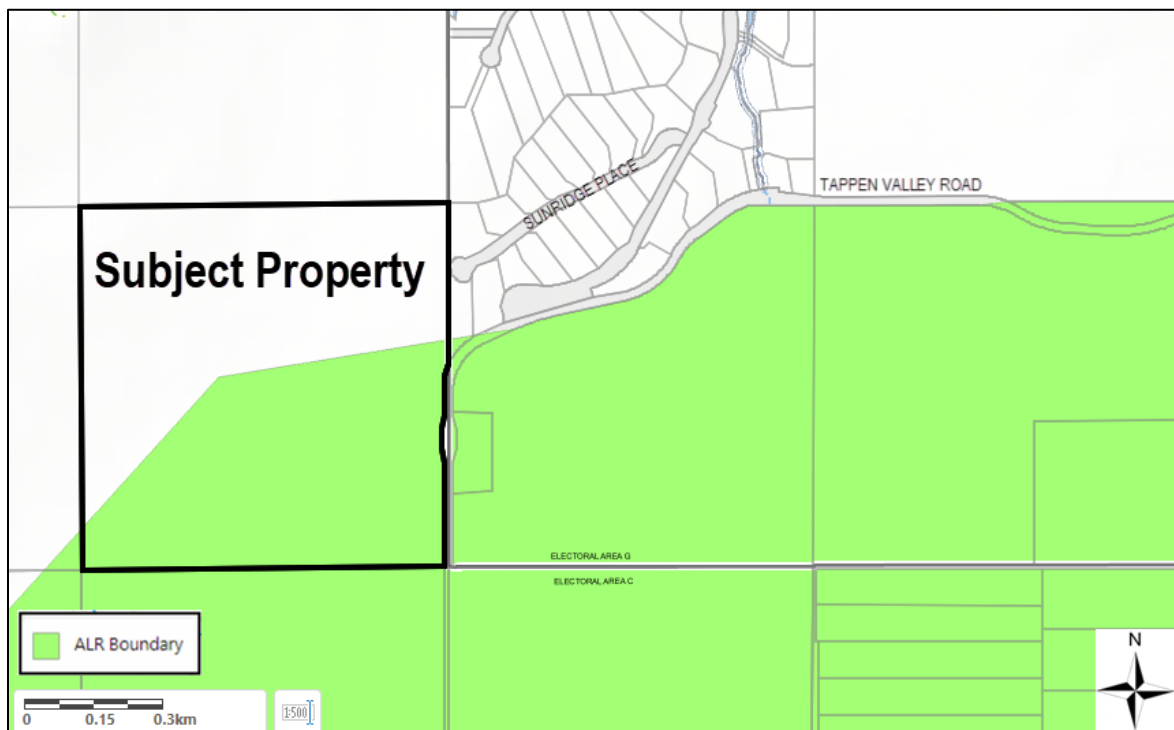 TAPPEN VALLEY ROAD
SUNRIDGE PLACE
Subject Property
ELECTORAL AREA G
ELECTORAL AREA C
ALR Boundary
N
0 0.15 0.3km
1:500